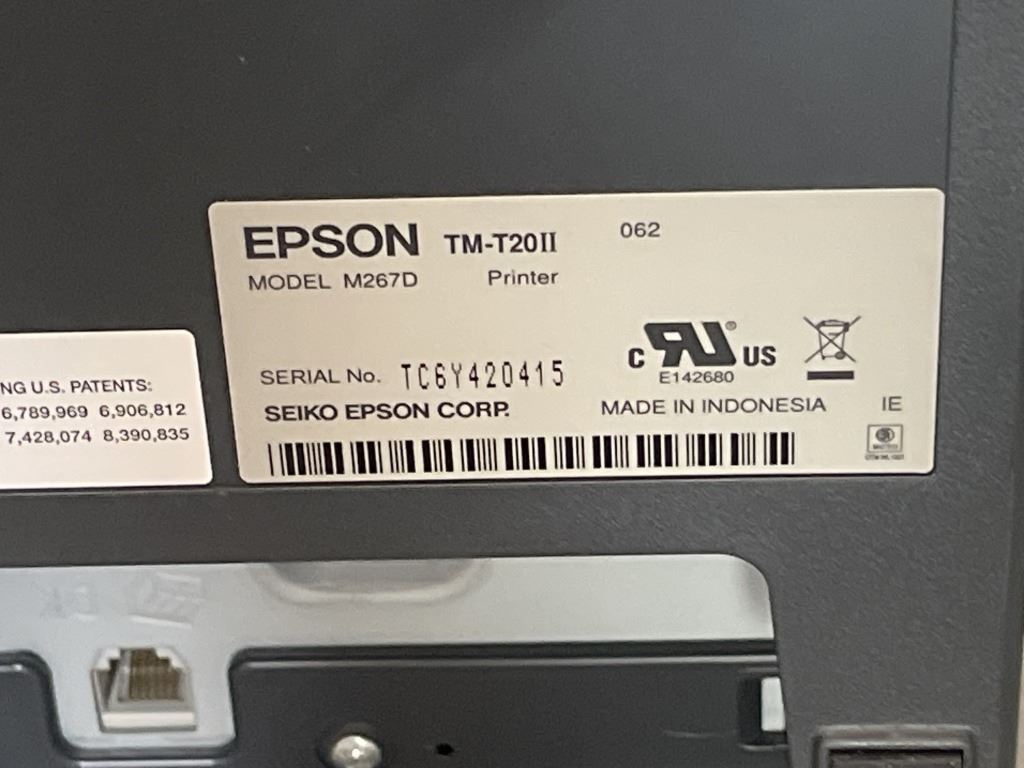 EPSON TM-T20II 062
MODEL M267D Printer
C RU® US
E142680
SERIAL No. TC6Y420415
SEIKO EPSON CORP. MADE IN INDONESIA IE
NG U.S. PATENTS:
6,789,969 6,906,812
7,428,074 8,390,835